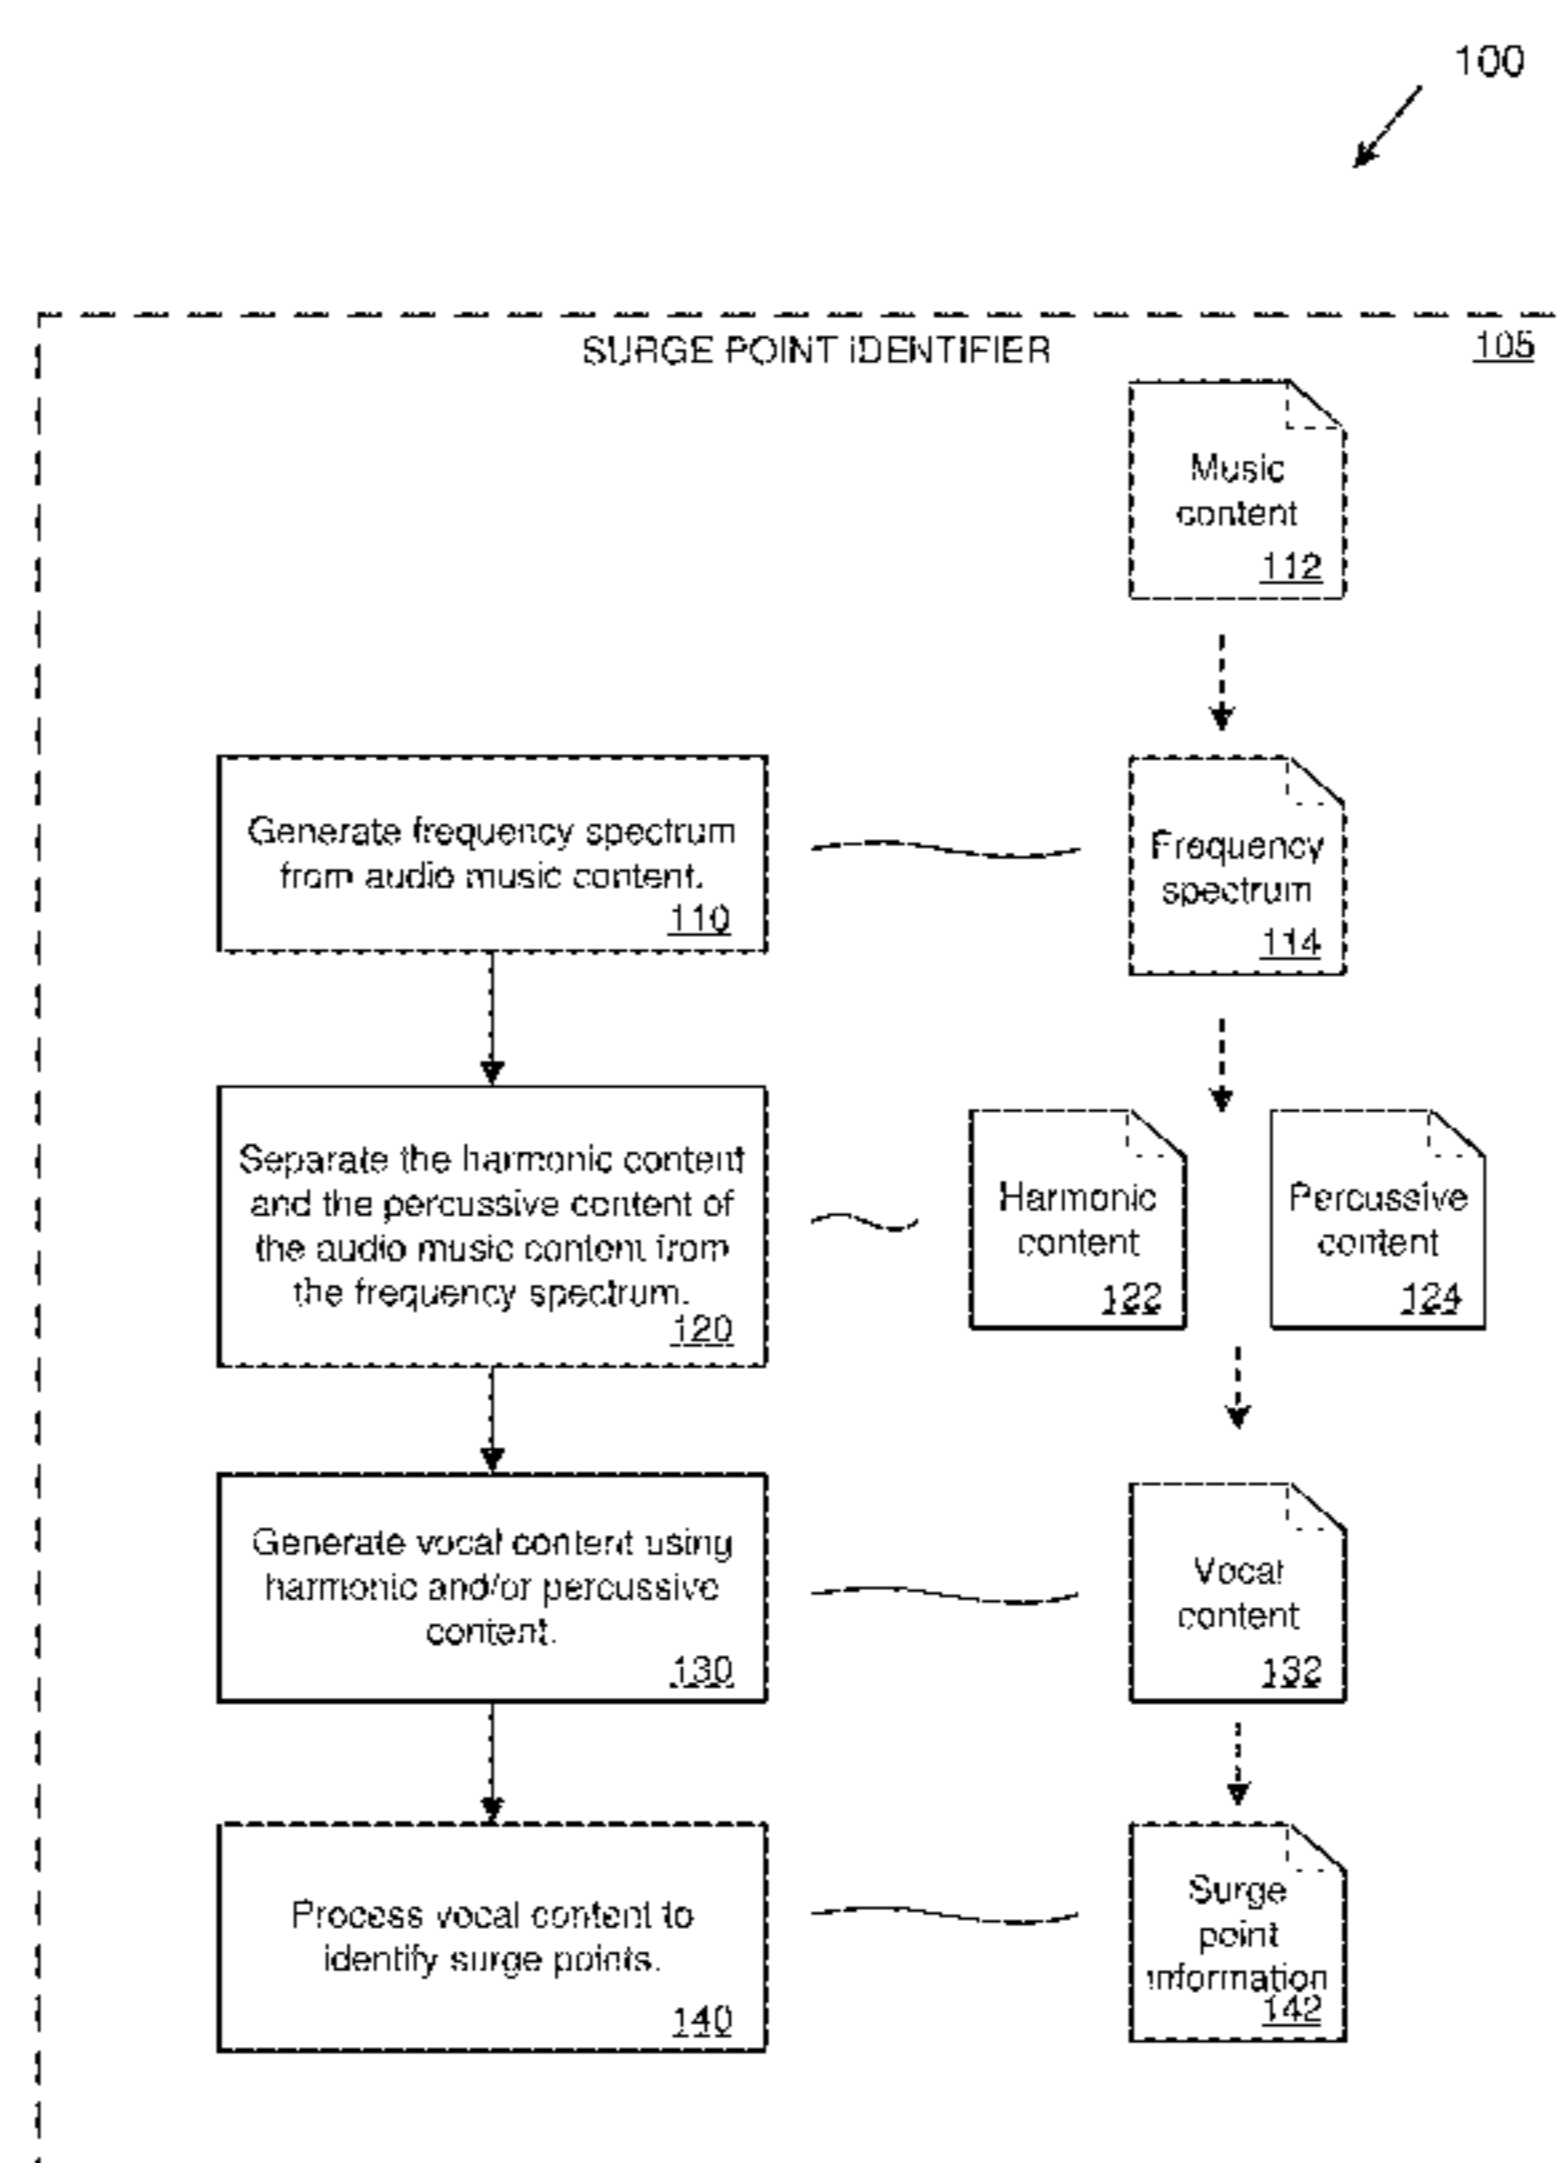 100
SURGE POINT IDENTIFIER
105
Music
content
112
Generate frequency spectrum
from audio music content.
110
Frequency
spectrum
114
Separate the harmonic content
and the percussive content of
the audio music content from
the frequency spectrum.
120
Harmonic
content
122
Percussive
content
124
Generate vocal content using
harmonic and/or percussive
content.
130
Vocal
content
132
Process vocal content to
identify surge points.
140
Surge
point
information
142